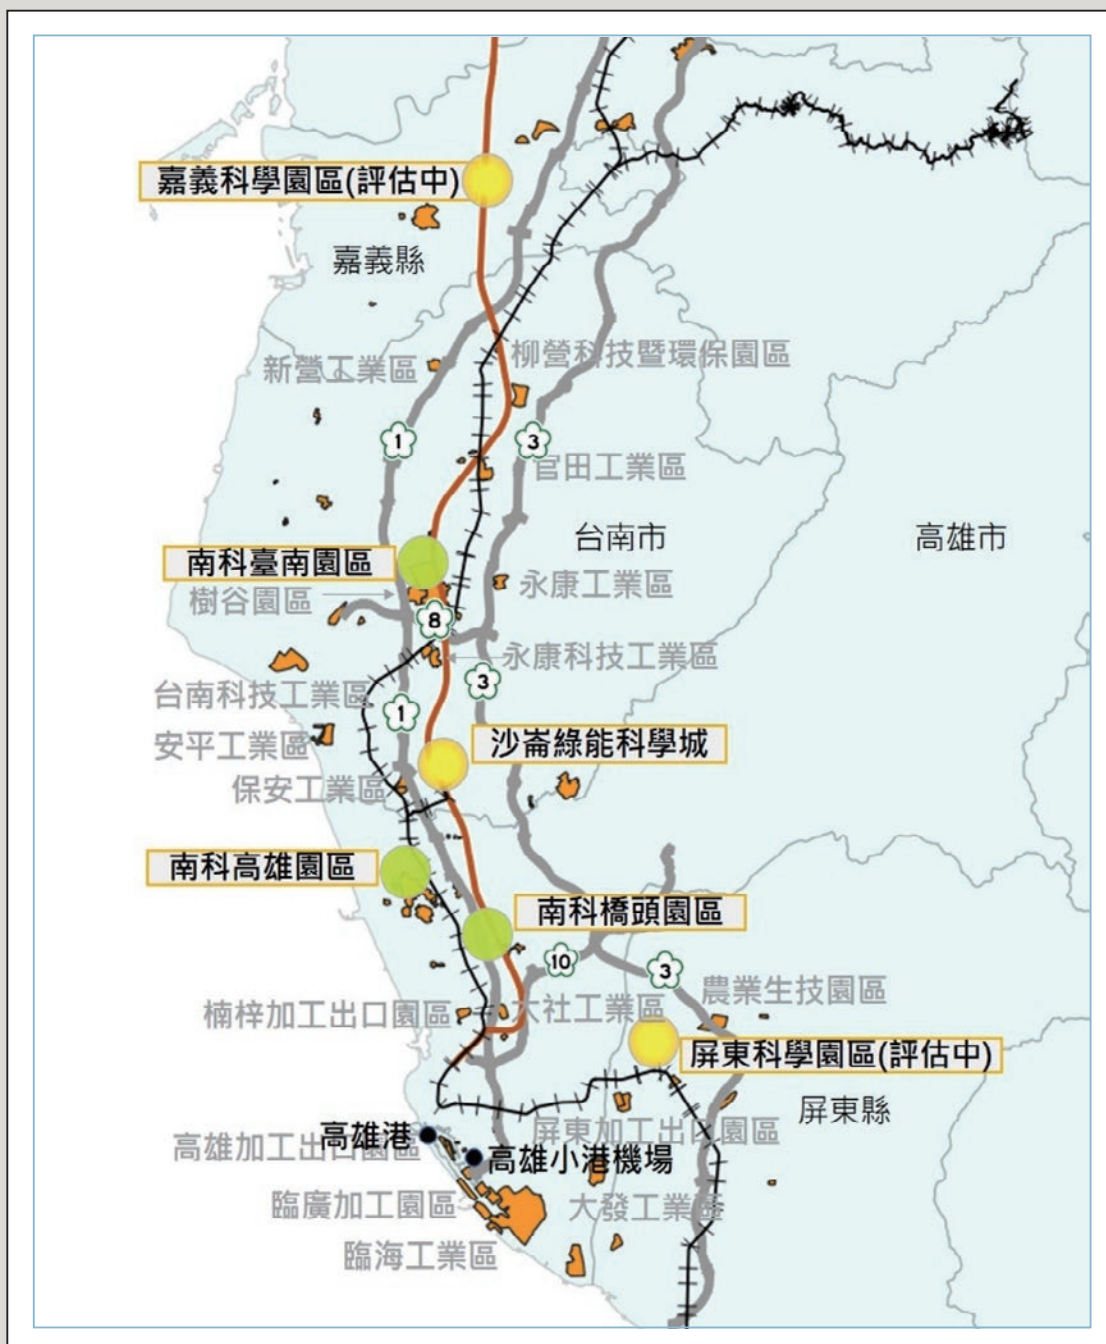 嘉義科學園區(評估中)
嘉義縣
柳營科技暨環保園區
新營工業區
1
3
官田工業區
台南市
高雄市
南科臺南園區
永康工業區
樹谷園區
8
永康科技工業區
3
台南科技工業區
1
沙崙綠能科學城
安平工業區
保安工業區
南科高雄園區
南科橋頭園區
10
3
農業生技園區
楠梓加工出口園區
大社工業區
屏東科學園區(評估中)
屏東縣
屏東加工出口園區
高雄港
高雄加工出口園區
高雄小港機場
臨廣加工園區
大發工業區
臨海工業區